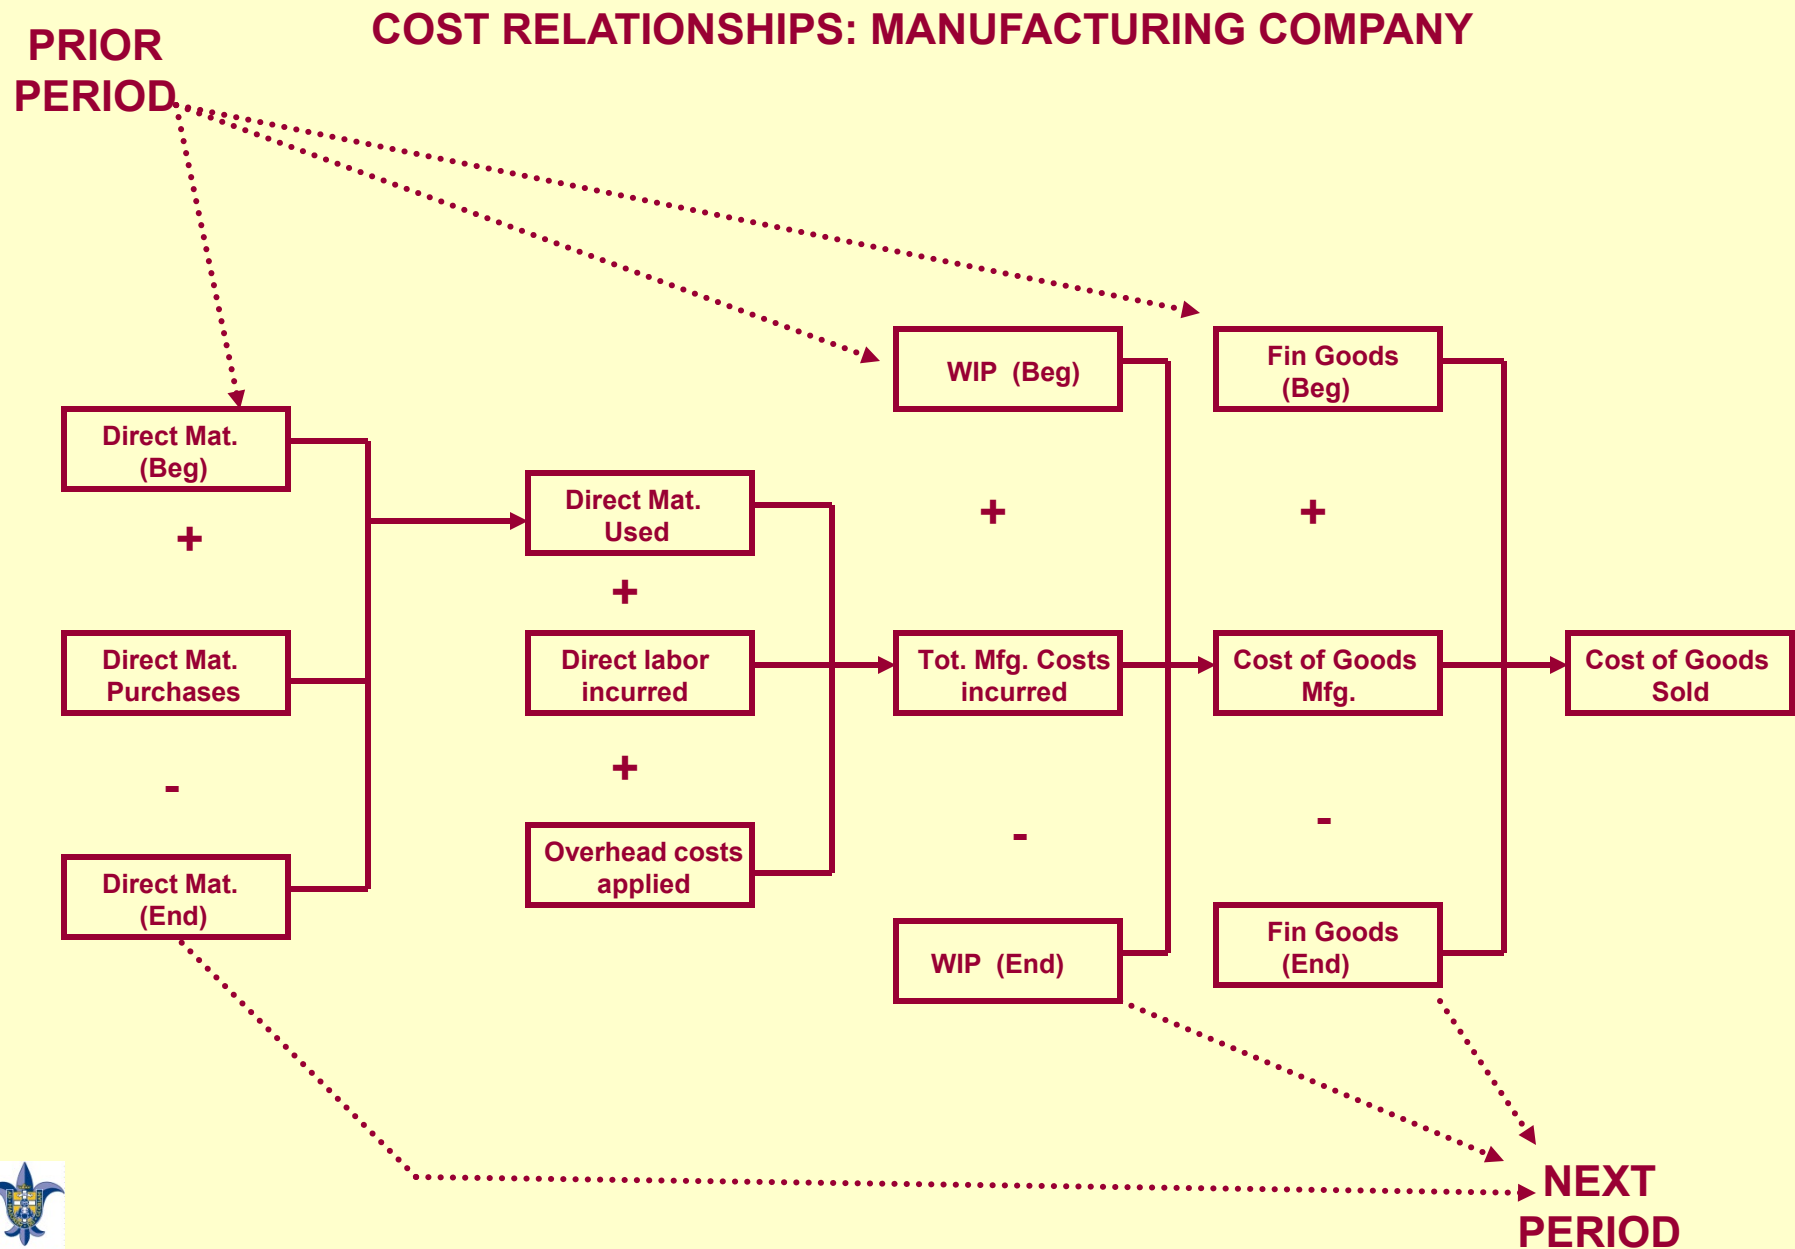 COST RELATIONSHIPS: MANUFACTURING COMPANY
PRIOR
PERIOD
Direct Mat.
(Beg)
+
Direct Mat.
Purchases
-
Direct Mat.
(End)
Direct Mat.
Used
+
Direct labor
incurred
+
Overhead costs
applied
WIP (Beg)
+
Tot. Mfg. Costs
incurred
-
WIP (End)
Fin Goods
(Beg)
+
Cost of Goods
Mfg.
-
Fin Goods
(End)
Cost of Goods
Sold
NEXT
PERIOD